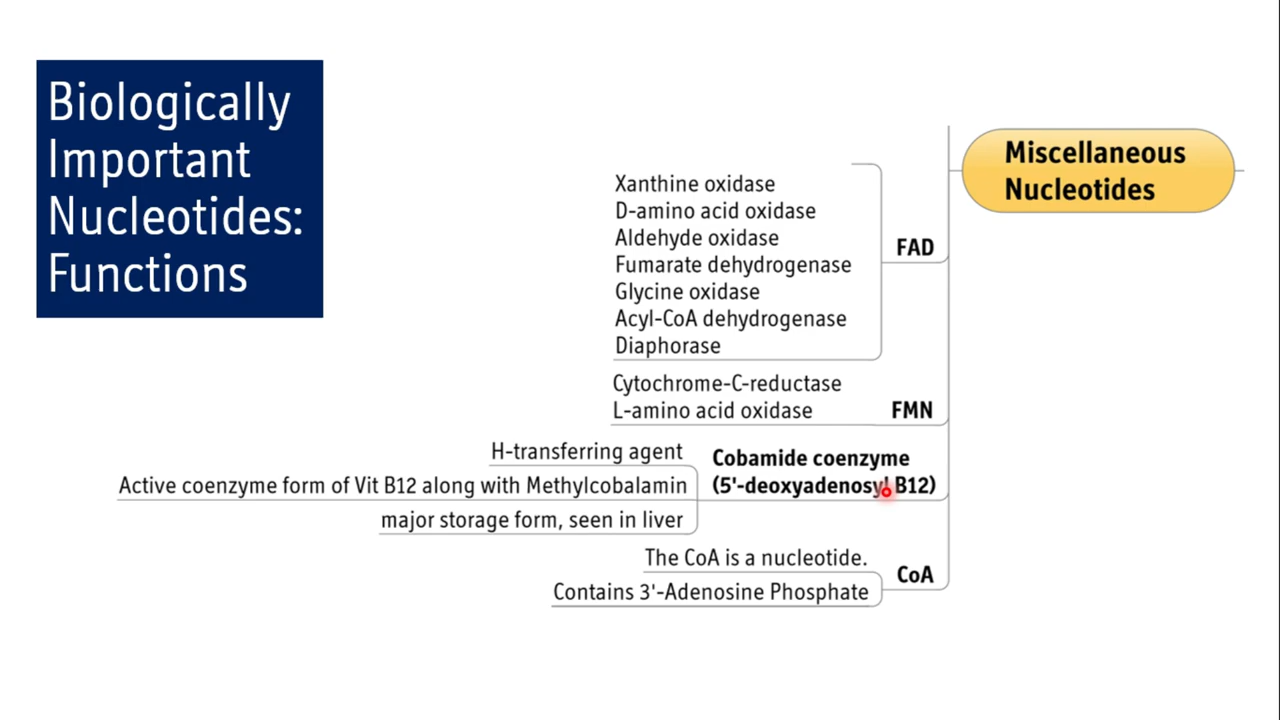 Biologically
Important
Nucleotides:
Functions
Miscellaneous
Nucleotides
Xanthine oxidase
D-amino acid oxidase
Aldehyde oxidase
Fumarate dehydrogenase
Glycine oxidase
Acyl-CoA dehydrogenase
Diaphorase
FAD
Cytochrome-C-reductase
L-amino acid oxidase
FMN
H-transferring agent
Active coenzyme form of Vit B12 along with Methylcobalamin
major storage form, seen in liver
Cobamide coenzyme
(5'-deoxyadenosyl B12)
The CoA is a nucleotide.
Contains 3'-Adenosine Phosphate
CoA